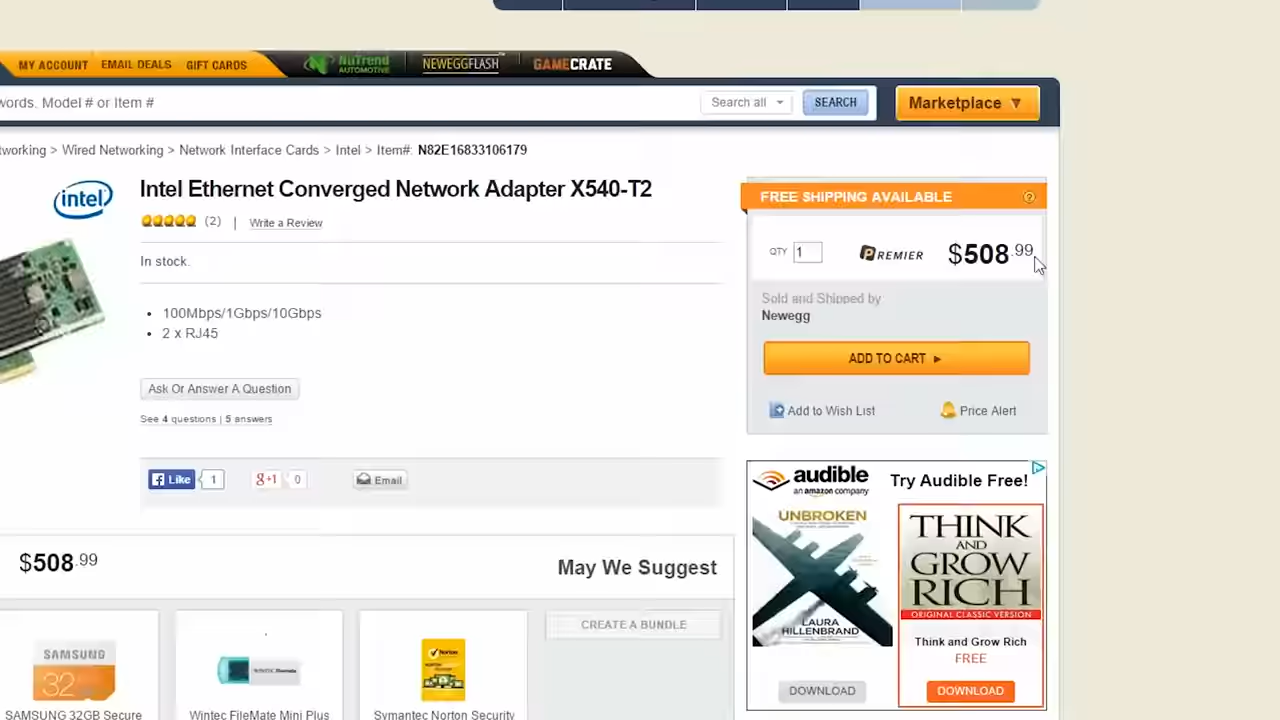 MY ACCOUNT EMAIL DEALS GIFT CARDS NUTREND AUTOMOTIVE NEWEGGFLASH GAMECRATE
words, Model # or Item # Search all SEARCH Marketplace ▼
tworking > Wired Networking > Network Interface Cards > Intel > Item#: N82E16833106179
intel
Intel Ethernet Converged Network Adapter X540-T2
(2) | Write a Review
In stock.
• 100Mbps/1Gbps/10Gbps
• 2 x RJ45
Ask Or Answer A Question
See 4 questions | 5 answers
Like 1 g+1 0 Email
FREE SHIPPING AVAILABLE ?
QTY 1 PREMIER $508.99
Sold and Shipped by
Newegg
ADD TO CART ►
Add to Wish List Price Alert
audible
an amazon company
Try Audible Free!
UNBROKEN
LAURA
HILLENBRAND
DOWNLOAD
THINK
AND
GROW
RICH
ORIGINAL CLASSIC VERSION
Think and Grow Rich
FREE
DOWNLOAD
$508.99
May We Suggest
CREATE A BUNDLE
SAMSUNG
32
SAMSUNG 32GB Secure
Wintec FileMate Mini Plus
Norton
Symantec Norton Security